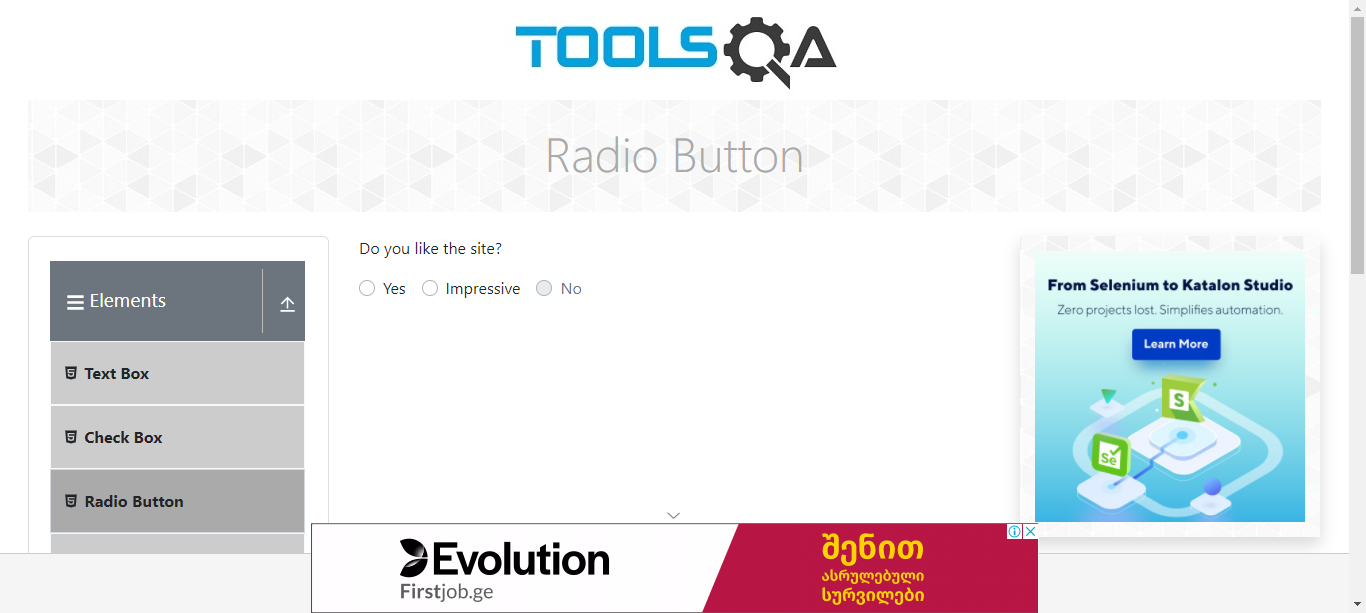 TOOLSQA
Radio Button
Elements
Text Box
Check Box
Radio Button
Do you like the site?
Yes Impressive No
From Selenium to Katalon Studio
Zero projects lost. Simplifies automation.
Learn More
S
Se
Evolution
Firstjob.ge
შენით
ასრულებული
სურვილები